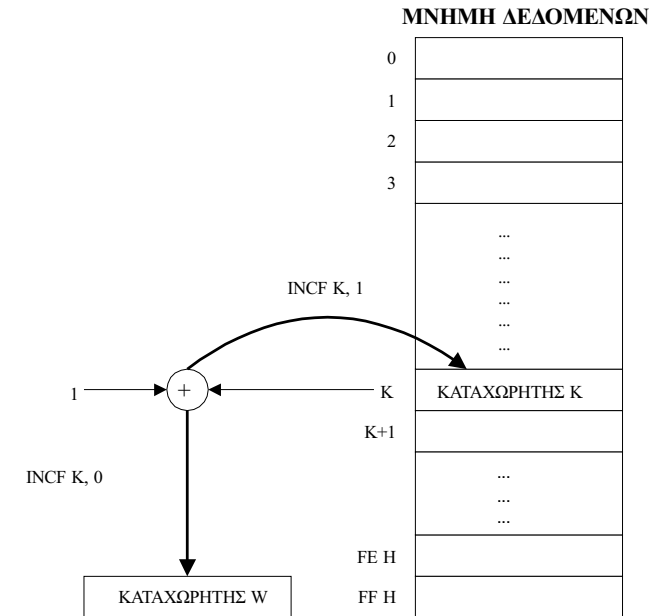 ΜΝΗΜΗ ΔΕΔΟΜΕΝΩΝ
0
1
2
3
...
...
...
...
...
...
INCF K, 1
1
+
K
ΚΑΤΑΧΩΡΗΤΗΣ K
K+1
INCF K, 0
...
...
...
FE H
ΚΑΤΑΧΩΡΗΤΗΣ W
FF H